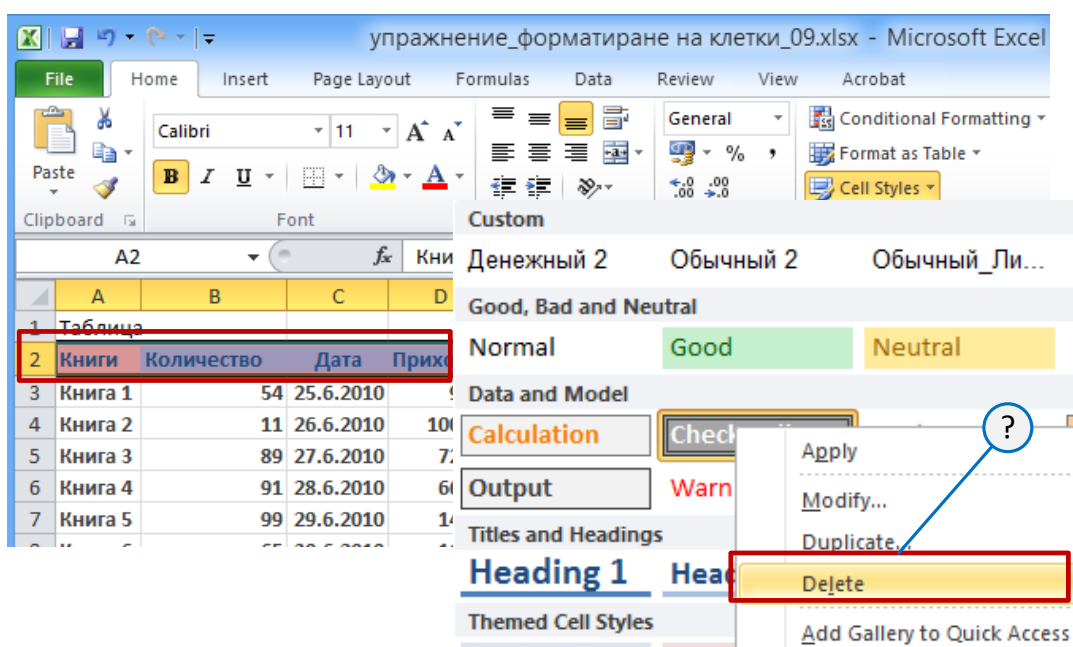 упражнение_форматиране на клетки_09.xlsx - Microsoft Excel
File Home Insert Page Layout Formulas Data Review View Acrobat
Calibri 11 A A General Conditional Formatting
Paste B I U A % , Format as Table
.0 .00 .00 .0 Cell Styles
Clipboard Font
A2 fx Кни
Custom
Денежный 2 Обычный 2 Обычный_Ли...
A B C D
Good, Bad and Neutral
1 Таблица
Normal Good Neutral
2 Книги Количество Дата
Data and Model
3 Книга 1 54 25.6.2010
4 Книга 2 11 26.6.2010
Calculation Check
?
Apply
5 Книга 3 89 27.6.2010
6 Книга 4 91 28.6.2010
Output Warn
Modify...
7 Книга 5 99 29.6.2010
Titles and Headings
Duplicate...
Heading 1
Delete
Themed Cell Styles
Add Gallery to Quick Access